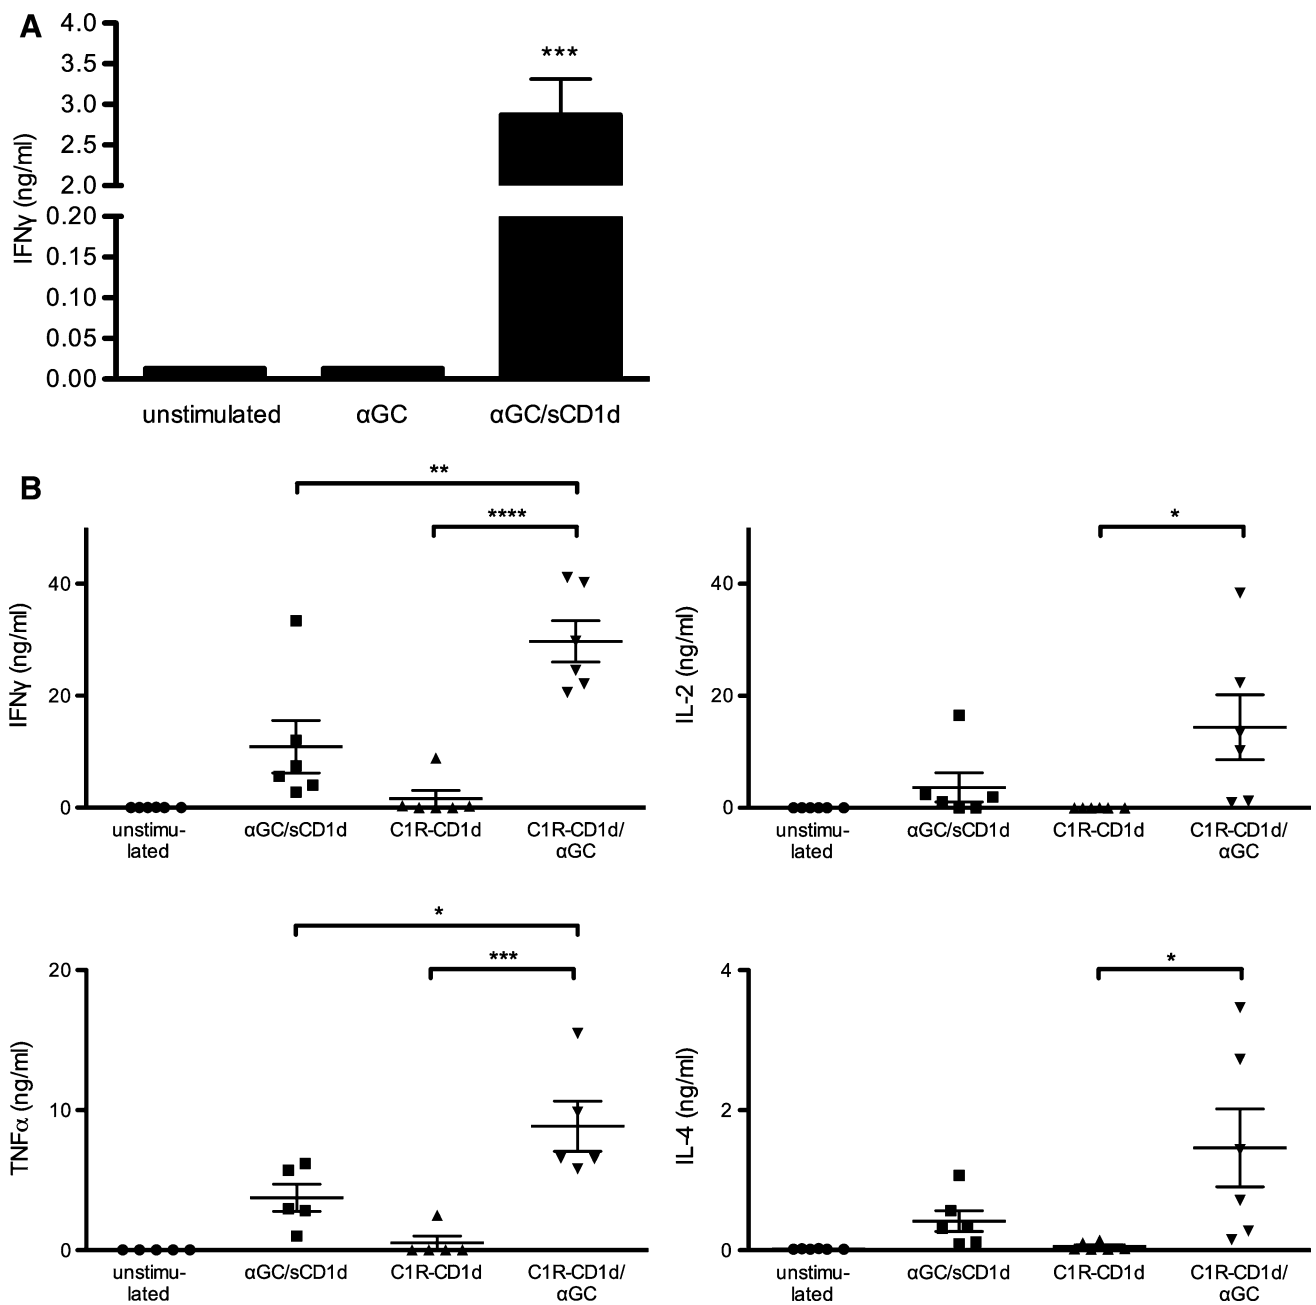 A
IFNγ (ng/ml)
4.0
3.5
3.0
2.5
2.0
0.20
0.15
0.10
0.05
0.00
***
unstimulated αGC αGC/sCD1d
B
IFNγ (ng/ml)
40
20
0
**
****
unstimu-
lated
αGC/sCD1d
C1R-CD1d
C1R-CD1d/
αGC
IL-2 (ng/ml)
40
20
0
*
unstimu-
lated
αGC/sCD1d
C1R-CD1d
C1R-CD1d/
αGC
TNFα (ng/ml)
20
10
0
*
***
unstimu-
lated
αGC/sCD1d
C1R-CD1d
C1R-CD1d/
αGC
IL-4 (ng/ml)
4
2
0
*
unstimu-
lated
αGC/sCD1d
C1R-CD1d
C1R-CD1d/
αGC